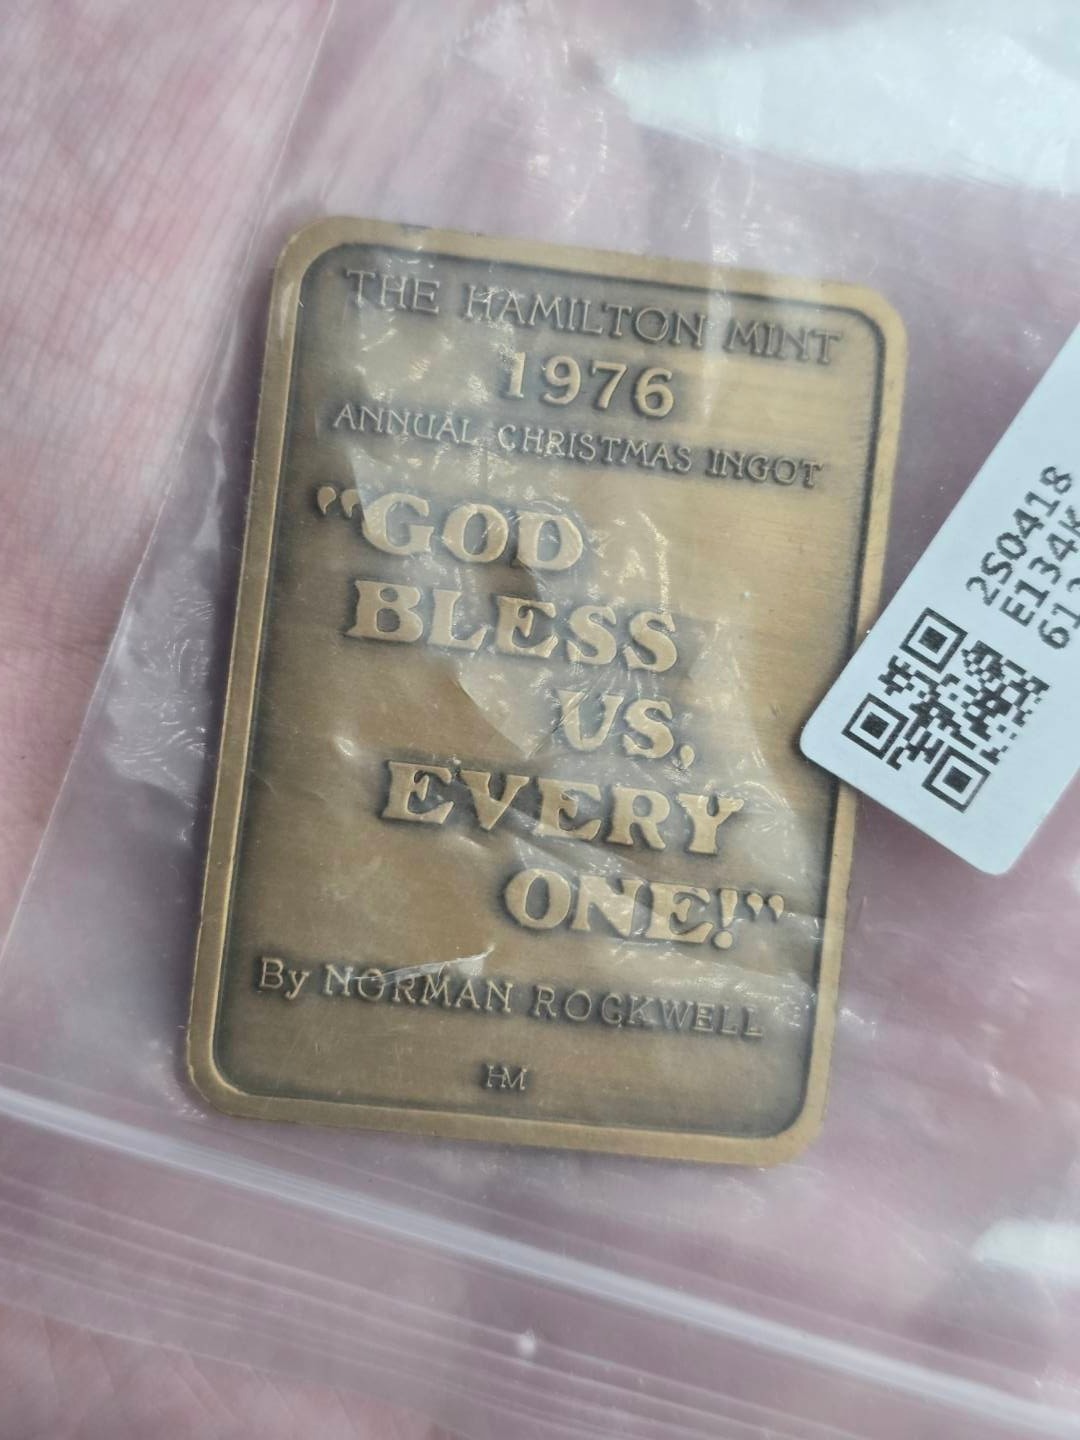 THE HAMILTON MINT
1976
ANNUAL CHRISTMAS INGOT
"GOD
BLESS
US,
EVERY
ONE!"
By NORMAN ROCKWELL
HM
2S0418
E134K